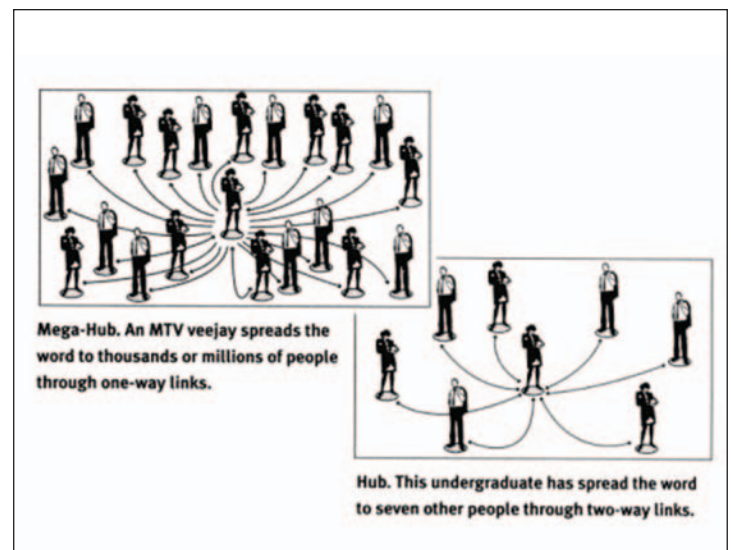 Mega-Hub. An MTV veejay spreads the
word to thousands or millions of people
through one-way links.
Hub. This undergraduate has spread the word
to seven other people through two-way links.